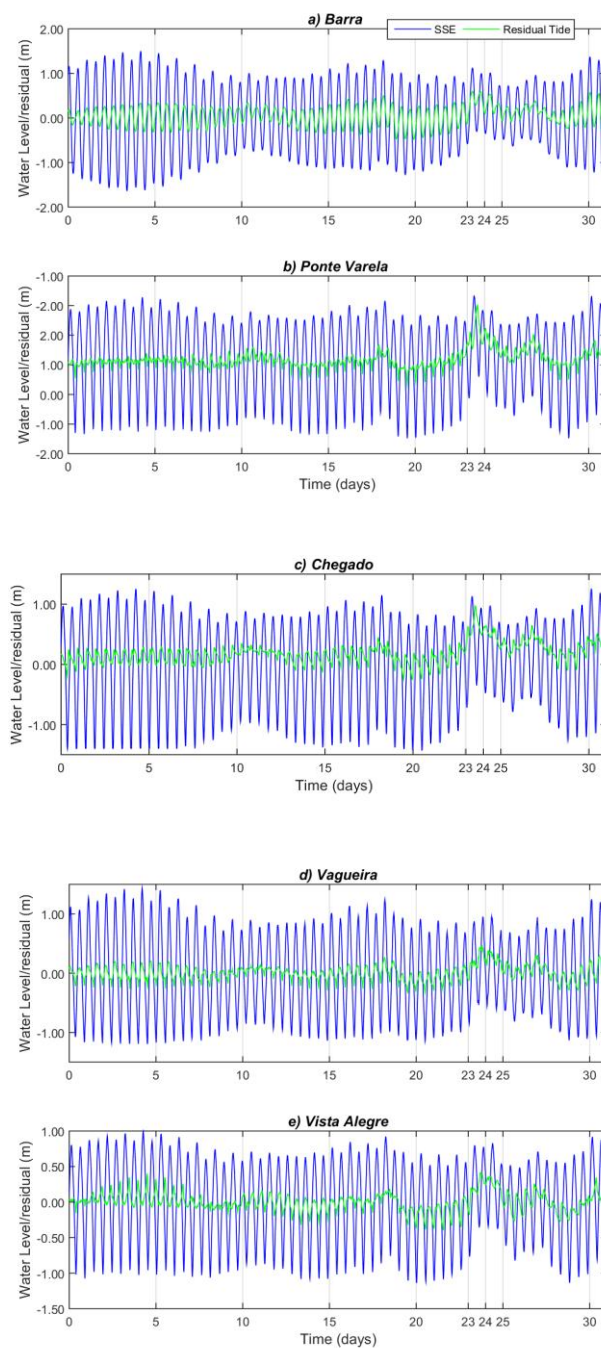 a) Barra
SSE Residual Tide
2.00
1.00
0.00
-1.00
-2.00
Water Level/residual (m)
0 5 10 15 20 23 24 25 30
b) Ponte Varela
-1.00
-2.00
2.00
1.00
0.00
-1.00
-2.00
Water Level/residual (m)
0 5 10 15 20 23 24 30
Time (days)
c) Chegado
1.00
0.00
-1.00
Water Level/residual (m)
0 5 10 15 20 23 24 25 30
Time (days)
d) Vagueira
1.00
0.00
-1.00
Water Level/residual (m)
0 5 10 15 20 23 24 25 30
e) Vista Alegre
1.00
0.50
0.00
-0.50
-1.00
-1.50
Water Level/residual (m)
0 5 10 15 20 23 24 25 30
Time (days)